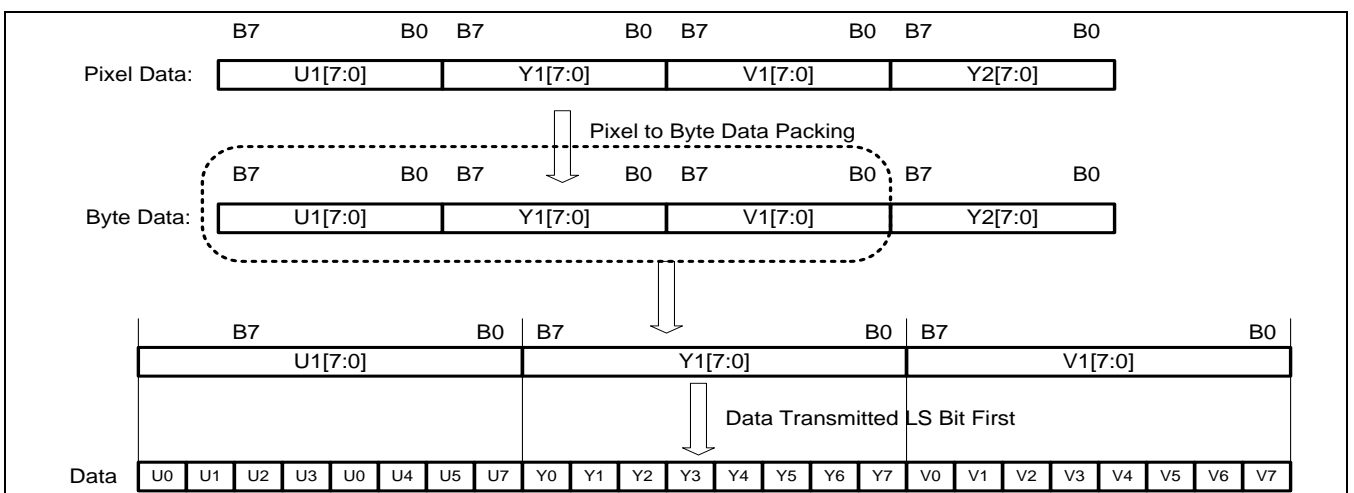 B7 B0 B7 B0 B7 B0 B7 B0
Pixel Data: U1[7:0] Y1[7:0] V1[7:0] Y2[7:0]
Pixel to Byte Data Packing
B7 B0 B7 B0 B7 B0 B7 B0
Byte Data: U1[7:0] Y1[7:0] V1[7:0] Y2[7:0]
B7 B0 B7 B0 B7 B0
U1[7:0] Y1[7:0] V1[7:0]
Data Transmitted LS Bit First
Data U0 U1 U2 U3 U0 U4 U5 U7 Y0 Y1 Y2 Y3 Y4 Y5 Y6 Y7 V0 V1 V2 V3 V4 V5 V6 V7